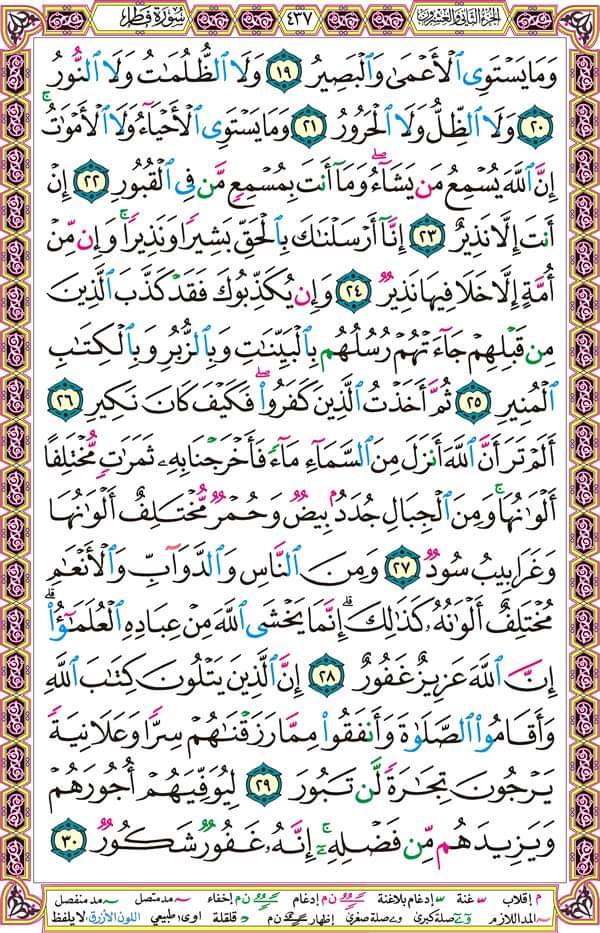 الجزء الثاني والعشرون ٤٣٧ سورة فاطر
وَمَا يَسْتَوِى ٱلْأَعْمَىٰ وَٱلْبَصِيرُ ١٩ وَلَا ٱلظُّلُمَٰتُ وَلَا ٱلنُّورُ
٢٠ وَلَا ٱلظِّلُّ وَلَا ٱلْحَرُورُ ٢١ وَمَا يَسْتَوِى ٱلْأَحْيَآءُ وَلَا ٱلْأَمْوَٰتُ ۚ
إِنَّ ٱللَّهَ يُسْمِعُ مَن يَشَآءُ ۖ وَمَآ أَنتَ بِمُسْمِعٍ مَّن فِى ٱلْقُبُورِ ٢٢ إِنْ
أَنتَ إِلَّا نَذِيرٌ ٢٣ إِنَّآ أَرْسَلْنَٰكَ بِٱلْحَقِّ بَشِيرًا وَنَذِيرًا ۚ وَإِن مِّنْ
أُمَّةٍ إِلَّا خَلَا فِيهَا نَذِيرٌ ٢٤ وَإِن يُكَذِّبُوكَ فَقَدْ كَذَّبَ ٱلَّذِينَ
مِن قَبْلِهِمْ جَآءَتْهُمْ رُسُلُهُم بِٱلْبَيِّنَٰتِ وَبِٱلزُّبُرِ وَبِٱلْكِتَٰبِ
ٱلْمُنِيرِ ٢٥ ثُمَّ أَخَذْتُ ٱلَّذِينَ كَفَرُوا۟ ۖ فَكَيْفَ كَانَ نَكِيرِ ٢٦
أَلَمْ تَرَ أَنَّ ٱللَّهَ أَنزَلَ مِنَ ٱلسَّمَآءِ مَآءً فَأَخْرَجْنَا بِهِۦ ثَمَرَٰتٍ مُّخْتَلِفًا
أَلْوَٰنُهَا ۚ وَمِنَ ٱلْجِبَالِ جُدَدٌۢ بِيضٌ وَحُمْرٌ مُّخْتَلِفٌ أَلْوَٰنُهَا
وَغَرَابِيبُ سُودٌ ٢٧ وَمِنَ ٱلنَّاسِ وَٱلدَّوَآبِّ وَٱلْأَنْعَٰمِ
مُخْتَلِفٌ أَلْوَٰنُهُۥ كَذَٰلِكَ ۗ إِنَّمَا يَخْشَى ٱللَّهَ مِنْ عِبَادِهِ ٱلْعُلَمَٰٓؤُا۟ ۗ
إِنَّ ٱللَّهَ عَزِيزٌ غَفُورٌ ٢٨ إِنَّ ٱلَّذِينَ يَتْلُونَ كِتَٰبَ ٱللَّهِ
وَأَقَامُوا۟ ٱلصَّلَوٰةَ وَأَنفَقُوا۟ مِمَّا رَزَقْنَٰهُمْ سِرًّا وَعَلَانِيَةً
يَرْجُونَ تِجَٰرَةً لَّن تَبُورَ ٢٩ لِيُوَفِّيَهُمْ أُجُورَهُمْ
وَيَزِيدَهُم مِّن فَضْلِهِۦٓ ۚ إِنَّهُۥ غَفُورٌ شَكُورٌ ٣٠
م إقلاب غنة إدغام بلاغنة ن م إدغام ن م إخفاء مد متصل مد منفصل
المد اللازم صلة كبرى صلة صغرى إظهار ن م قلقلة اوى طبيعي اللون الأزرق لا يلفظ